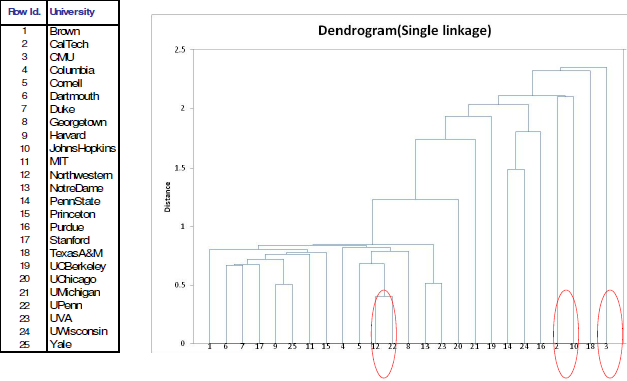 Row Id. University
1 Brown
2 CalTech
3 CMU
4 Columbia
5 Cornell
6 Dartmouth
7 Duke
8 Georgetown
9 Harvard
10 JohnsHopkins
11 MIT
12 Northwestern
13 NotreDame
14 PennState
15 Princeton
16 Purdue
17 Stanford
18 TexasA&M
19 UCBerkeley
20 UChicago
21 UMichigan
22 UPenn
23 UVA
24 UWisconsin
25 Yale
Dendrogram(Single linkage)
2.5
2
1.5
1
0.5
0
Distance
1 6 7 17 9 25 11 15 4 5 12 22 8 13 23 20 21 19 14 24 16 2 10 18 3